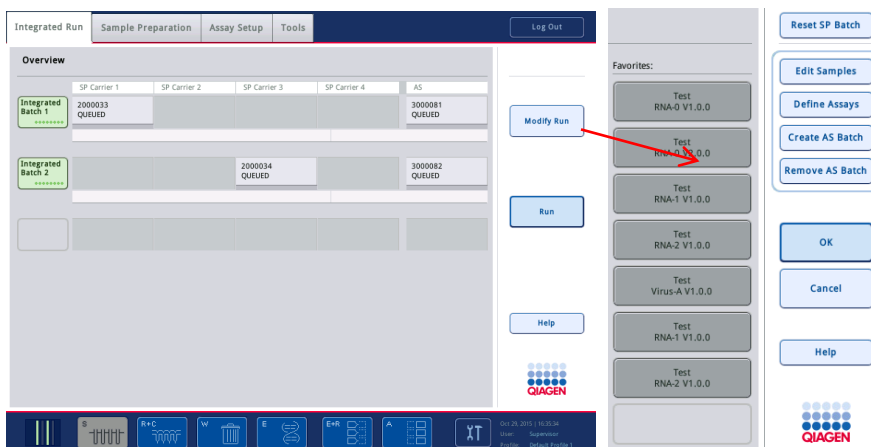 Integrated Run
Sample Preparation
Assay Setup
Tools
Log Out
Overview
SP Carrier 1
SP Carrier 2
SP Carrier 3
SP Carrier 4
AS
Integrated
Batch 1
2000033
QUEUED
3000081
QUEUED
Integrated
Batch 2
2000034
QUEUED
3000082
QUEUED
Modify Run
Run
Help
QIAGEN
S
R+C
W
E
E+R
A
Oct 29, 2015 | 16:35:34
User: Supervisor
Profile: Default Profile 1
Favorites:
Test
RNA-0 V1.0.0
Test
RNA-0 V2.0.0
Test
RNA-1 V1.0.0
Test
RNA-2 V1.0.0
Test
Virus-A V1.0.0
Test
RNA-1 V1.0.0
Test
RNA-2 V1.0.0
Reset SP Batch
Edit Samples
Define Assays
Create AS Batch
Remove AS Batch
OK
Cancel
Help
QIAGEN